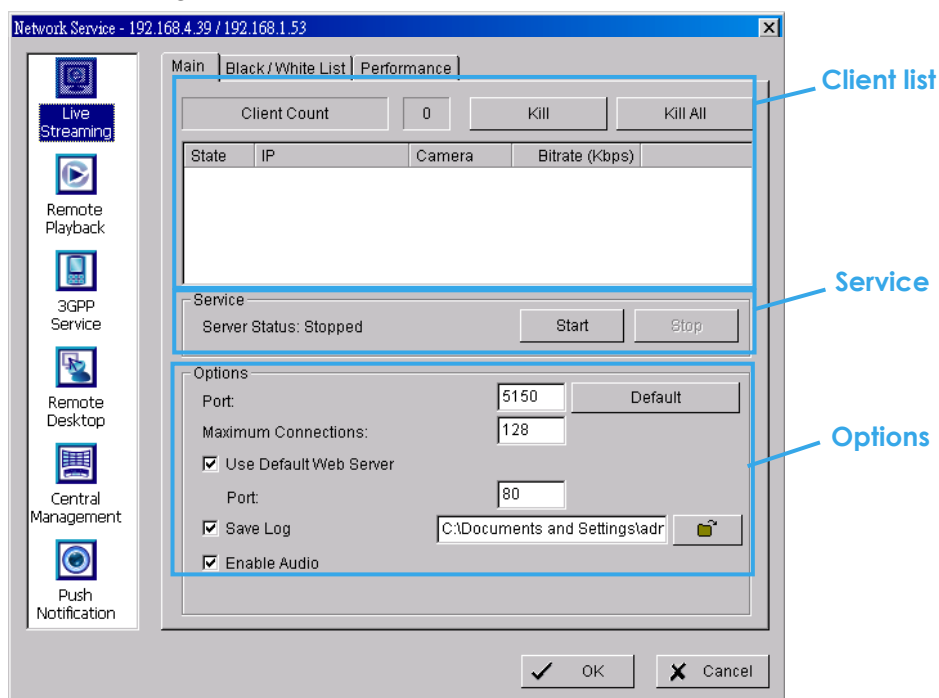 Network Service - 192.168.4.39 / 192.168.1.53
Live
Streaming
Remote
Playback
3GPP
Service
Remote
Desktop
Central
Management
Push
Notification
Main Black / White List Performance
Client Count 0 Kill Kill All
State IP Camera Bitrate (Kbps)
Service
Server Status: Stopped Start Stop
Options
Port: 5150 Default
Maximum Connections: 128
Use Default Web Server
Port: 80
Save Log C:\Documents and Settings\adr
Enable Audio
OK Cancel
Client list
Service
Options